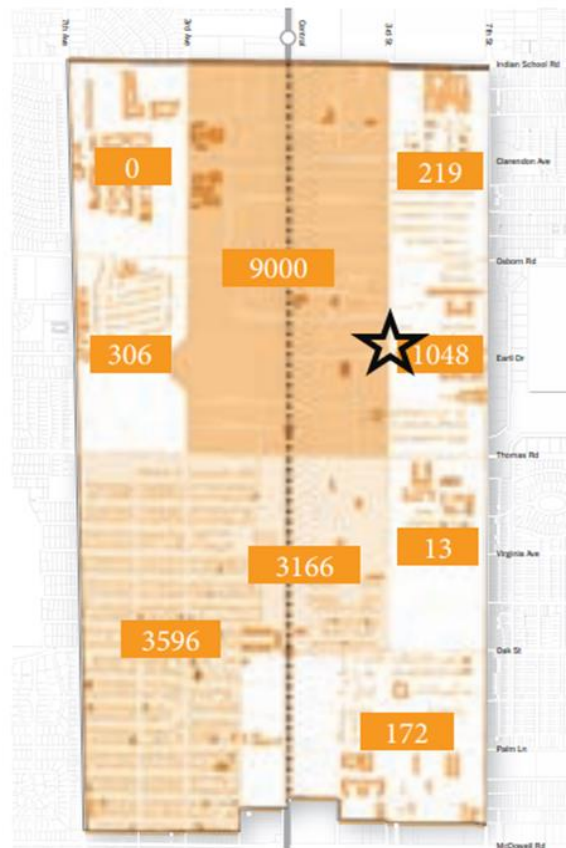 7th Ave
3rd Ave
Central
3rd St
7th St
Indian School Rd
0
219
Clarendon Ave
9000
Osborn Rd
306
1048
Earll Dr
Thomas Rd
3166
13
Virginia Ave
3596
Oak St
172
Palm Ln
McDowell Rd